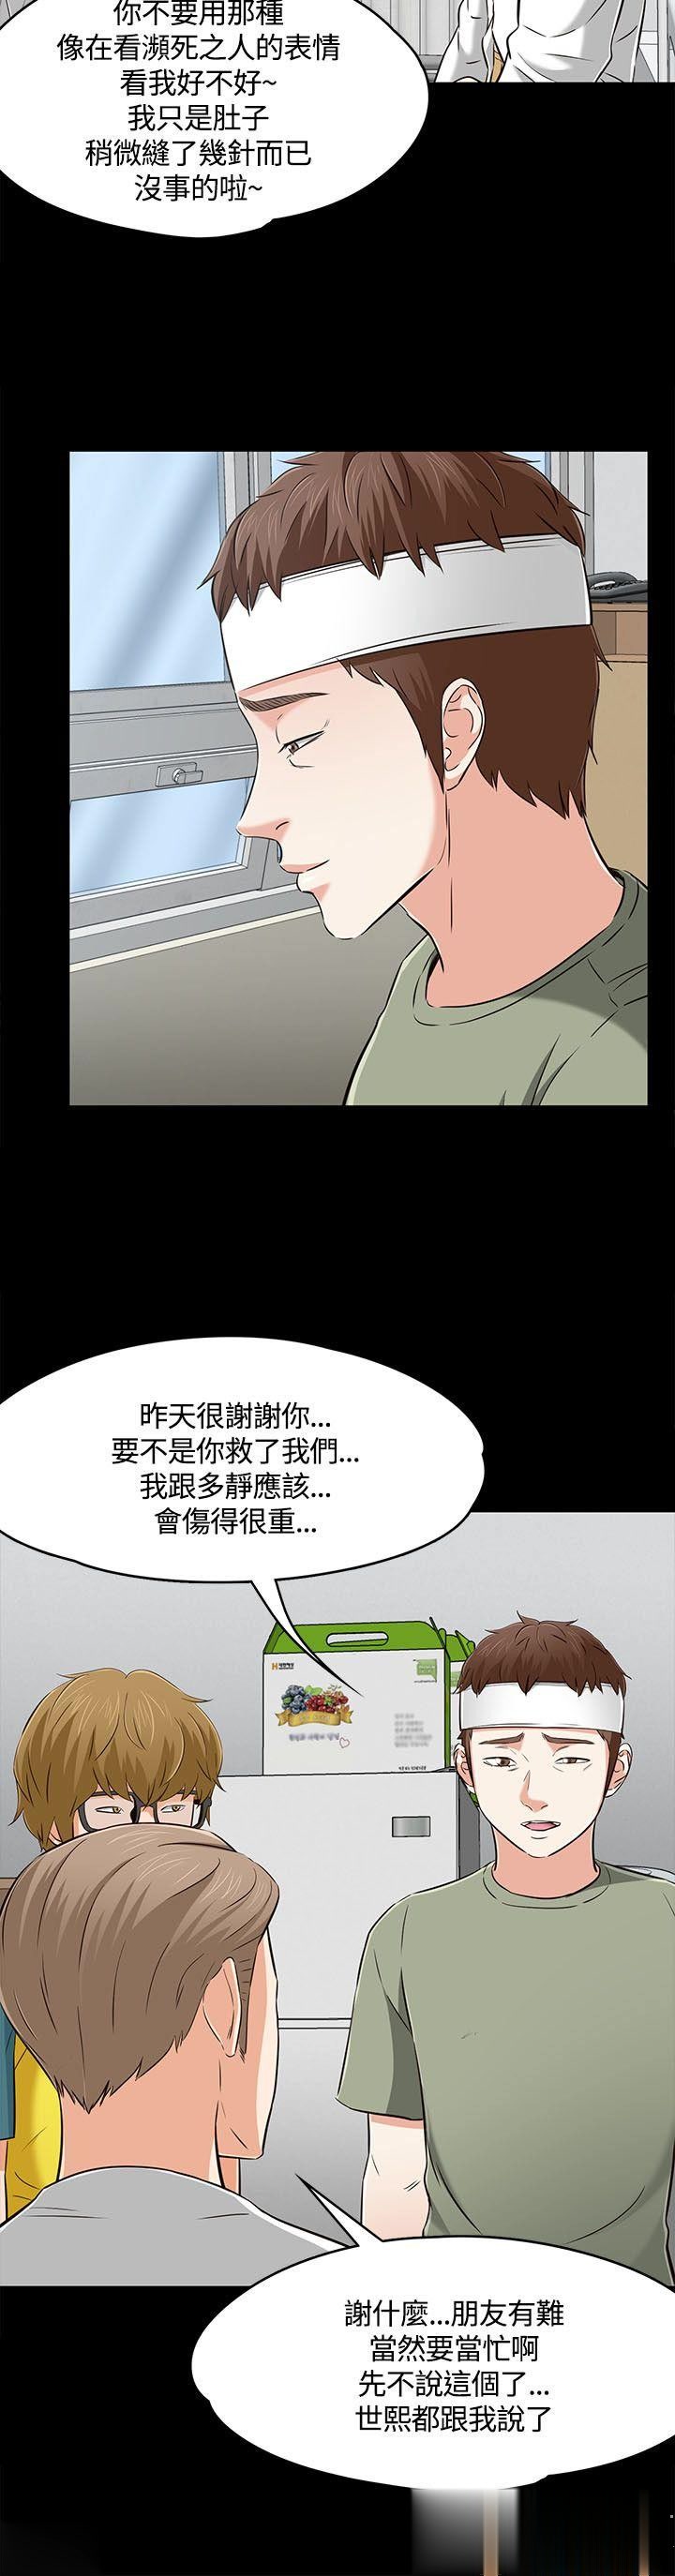 你不要用那種
像在看瀕死之人的表情
看我好不好~
我只是肚子
稍微縫了幾針而已
沒事的啦~
昨天很謝謝你...
要不是你救了我們...
我跟多靜應該...
會傷得很重...
謝什麼...朋友有難
當然要當忙啊
先不說這個了...
世熙都跟我說了